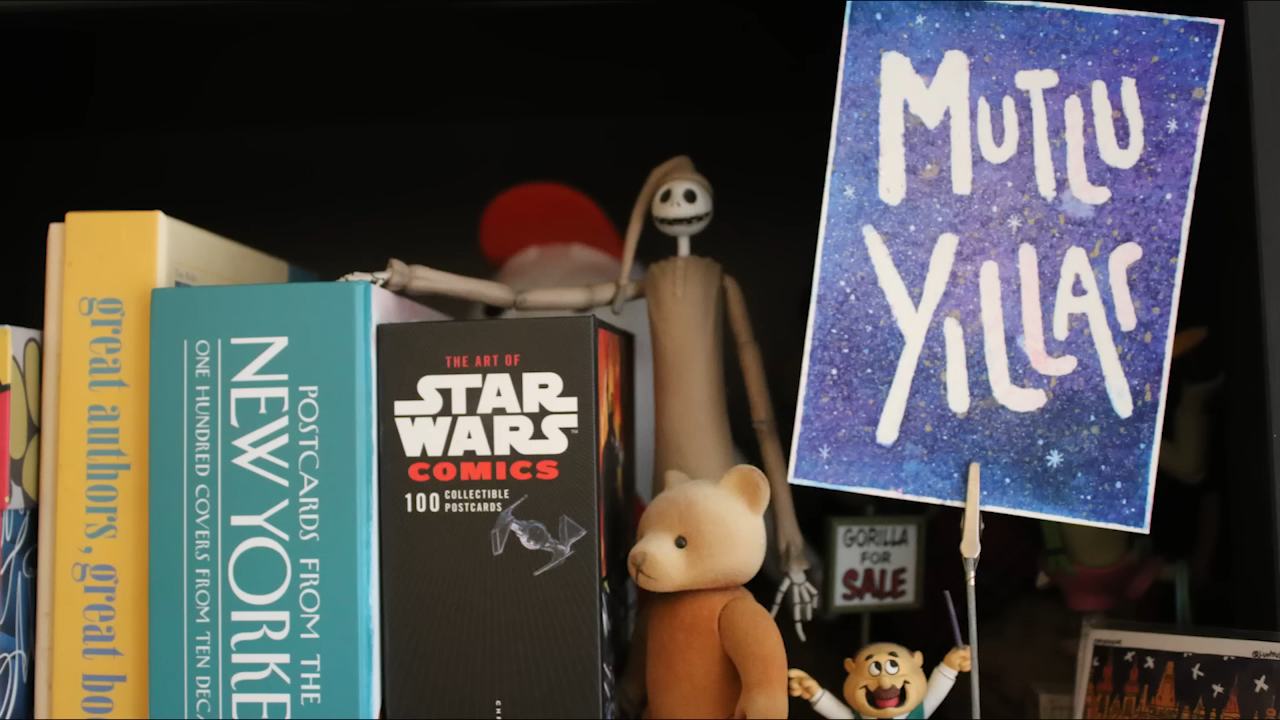 great authors, great bo
POSTCARDS FROM THE
NEW YORKE
ONE HUNDRED COVERS FROM TEN DECA
THE ART OF
STAR
WARS
COMICS
100 COLLECTIBLE
POSTCARDS
MUTLU
YILLAr
GORILLA
FOR
SALE